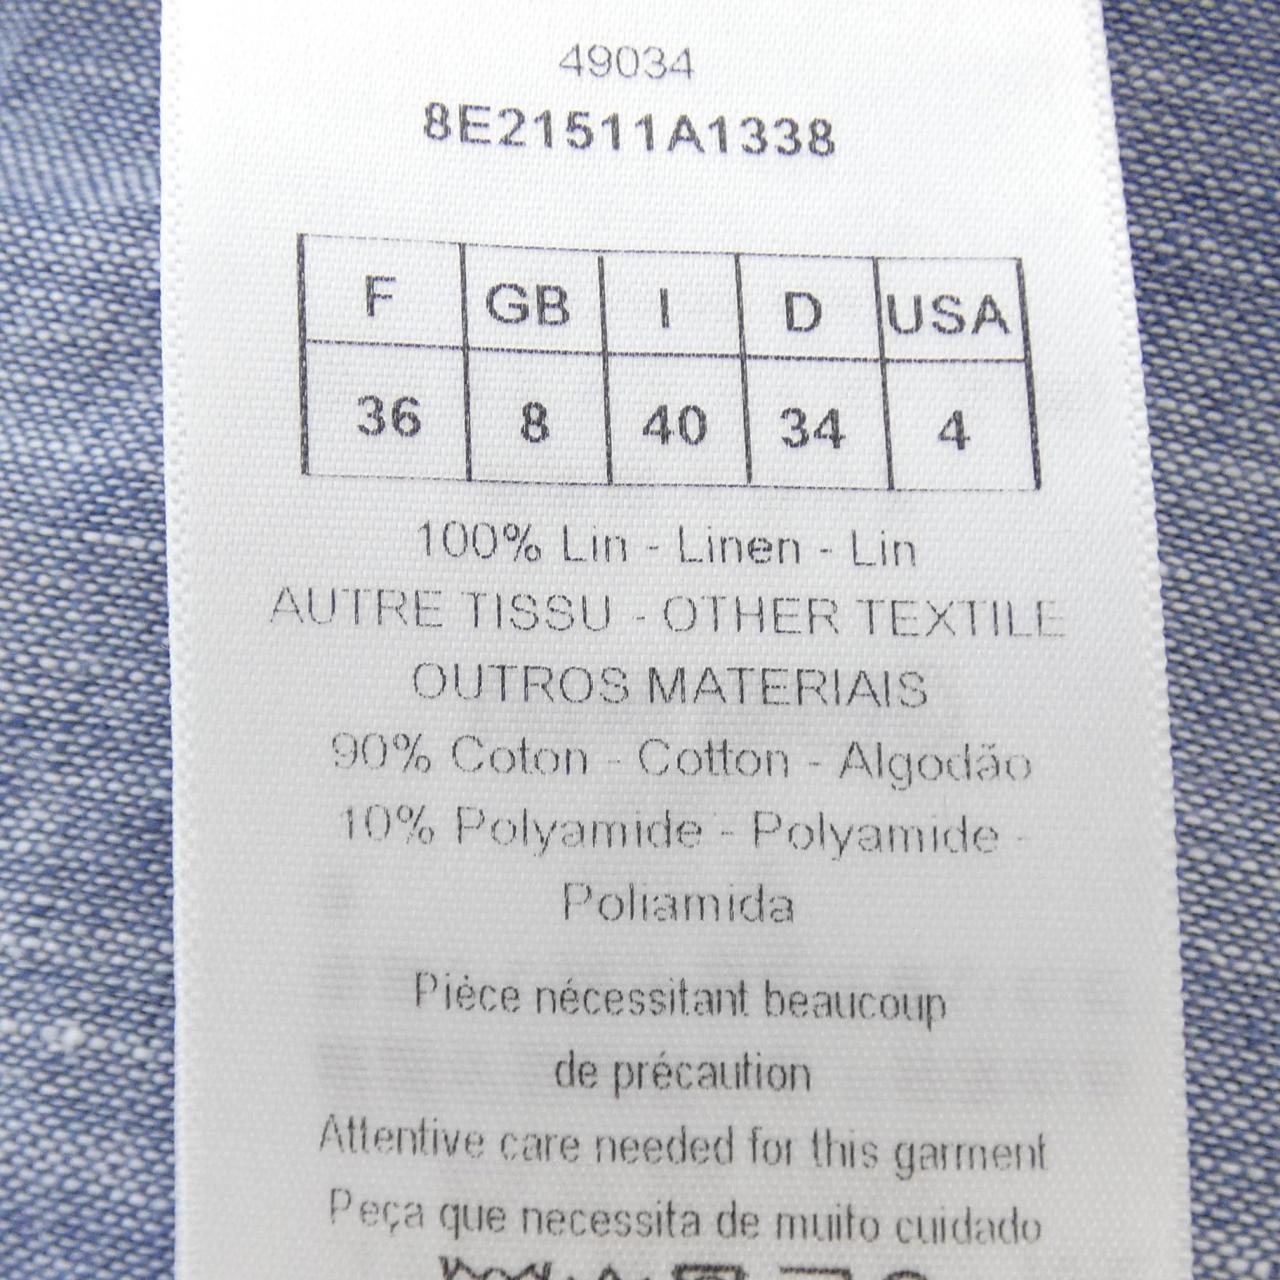 49034
8E21511A1338
F GB I D USA
36 8 40 34 4
100% Lin - Linen - Lin
AUTRE TISSU - OTHER TEXTILE
OUTROS MATERIAIS
90% Coton - Cotton - Algodão
10% Polyamide - Polyamide -
Poliamida
Pièce nécessitant beaucoup
de précaution
Attentive care needed for this garment
Peça que necessita de muito cuidado